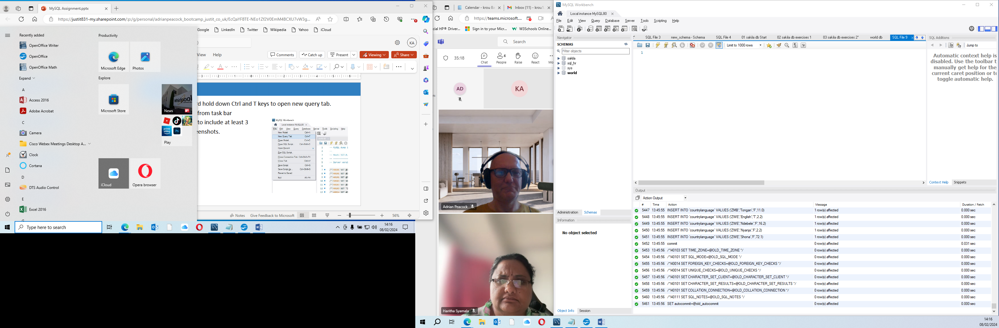 MySQL Assignment.pptx
https://justit831-my.sharepoint.com/:p:/g/personal/adrianpeacock_bootcamp_justit_co_uk/EcQaYFBTE-NEo1Zf2V0EmM4BCXU7vW3g...
Google
LinkedIn
Twitter
Wikipedia
Yahoo
iCloud
KA
View
Help
Comments
Catch up
Present
Viewing
Share
Recently added
OpenOffice Writer
OpenOffice
OpenOffice Math
Expand
A
Access 2016
Adobe Acrobat
C
Camera
Cisco Webex Meetings Desktop A...
Clock
Cortana
D
DTS Audio Control
E
Excel 2016
Productivity
Microsoft Edge
Photos
Explore
Microsoft Store
News
Play
iCloud
Opera browser
rd hold down Ctrl and T keys to open new query tab.
from task bar
to include at least 3
eenshots.
MySQL Workbench
Local instance MySQL80
File Edit View Query Database Server Tools Scripting Help
New Model Ctrl+N
New Query Tab Ctrl+T
Open Model... Ctrl+O
Open SQL Script... Ctrl+Shift+O
Open Recent
Run SQL Script...
Close Connection Tab Ctrl+Shift+F4
Close Tab Ctrl+W
Save Script Ctrl+S
Save Script As... Ctrl+Shift+S
Revert to Saved
Exit Alt+F4
Notes
Give Feedback to Microsoft
56%
Type here to search
14:16
08/02/2024
Calendar - krou Ba
Inbox (11) - krou1
https://teams.microsoft....
cial HP® Driver...
Sign in to your Micr...
W3Schools Online...
Search
35:18
Chat
4
People
Raise
React
Mo
AD
KA
Adrian Peacock
Haritha Syamala
MySQL Workbench
Local instance MySQL80
File Edit View Query Database Server Tools Scripting Help
Navigator
SCHEMAS
Filter objects
sakila
sql_hr
sys
world
Administration Schemas
Information
No object selected
Object Info Session
SQL File 3
new_schema - Schema
SQL File 4
01 sakila db Start
02 sakila db exercises 1
03 sakila db exercises 2*
world db
SQL File 9
Limit to 1000 rows
1
SQL Additions
Jump to
Automatic context help is
disabled. Use the toolbar t
manually get help for the
current caret position or to
toggle automatic help.
Context Help Snippets
Output
Action Output
# Time Action Message Duration / Fetch
5447 13:45:55 INSERT INTO `countrylanguage` VALUES ('ZMB','Tongan','F',11.0) 1 row(s) affected 0.000 sec
5448 13:45:55 INSERT INTO `countrylanguage` VALUES ('ZWE','English','T',2.2) 1 row(s) affected 0.000 sec
5449 13:45:55 INSERT INTO `countrylanguage` VALUES ('ZWE','Ndebele','F',16.2) 1 row(s) affected 0.000 sec
5450 13:45:55 INSERT INTO `countrylanguage` VALUES ('ZWE','Nyanja','F',2.2) 1 row(s) affected 0.000 sec
5451 13:45:55 INSERT INTO `countrylanguage` VALUES ('ZWE','Shona','F',72.1) 1 row(s) affected 0.000 sec
5452 13:45:55 commit 0 row(s) affected 0.031 sec
5453 13:45:56 /*!40103 SET TIME_ZONE=@OLD_TIME_ZONE */ 0 row(s) affected 0.000 sec
5454 13:45:56 /*!40101 SET SQL_MODE=@OLD_SQL_MODE */ 0 row(s) affected 0.000 sec
5455 13:45:56 /*!40014 SET FOREIGN_KEY_CHECKS=@OLD_FOREIGN_KEY_CHECKS */ 0 row(s) affected 0.000 sec
5456 13:45:56 /*!40014 SET UNIQUE_CHECKS=@OLD_UNIQUE_CHECKS */ 0 row(s) affected 0.000 sec
5457 13:45:56 /*!40101 SET CHARACTER_SET_CLIENT=@OLD_CHARACTER_SET_CLIENT */ 0 row(s) affected 0.000 sec
5458 13:45:56 /*!40101 SET CHARACTER_SET_RESULTS=@OLD_CHARACTER_SET_RESULTS */ 0 row(s) affected 0.000 sec
5459 13:45:56 /*!40101 SET COLLATION_CONNECTION=@OLD_COLLATION_CONNECTION */ 0 row(s) affected 0.000 sec
5460 13:45:56 /*!40111 SET SQL_NOTES=@OLD_SQL_NOTES */ 0 row(s) affected 0.000 sec
5461 13:45:56 SET autocommit=@old_autocommit 0 row(s) affected 0.000 sec
14:16
08/02/2024